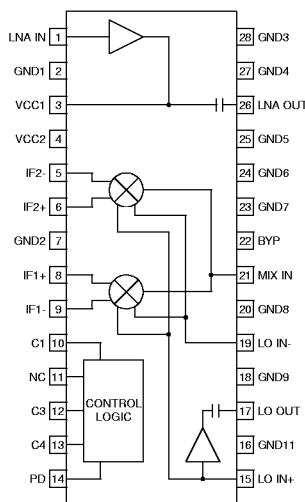 LNA IN 1
GND1 2
VCC1 3
VCC2 4
IF2- 5
IF2+ 6
GND2 7
IF1+ 8
IF1- 9
C1 10
NC 11
C3 12
C4 13
PD 14
CONTROL
LOGIC
28 GND3
27 GND4
26 LNA OUT
25 GND5
24 GND6
23 GND7
22 BYP
21 MIX IN
20 GND8
19 LO IN-
18 GND9
17 LO OUT
16 GND11
15 LO IN+